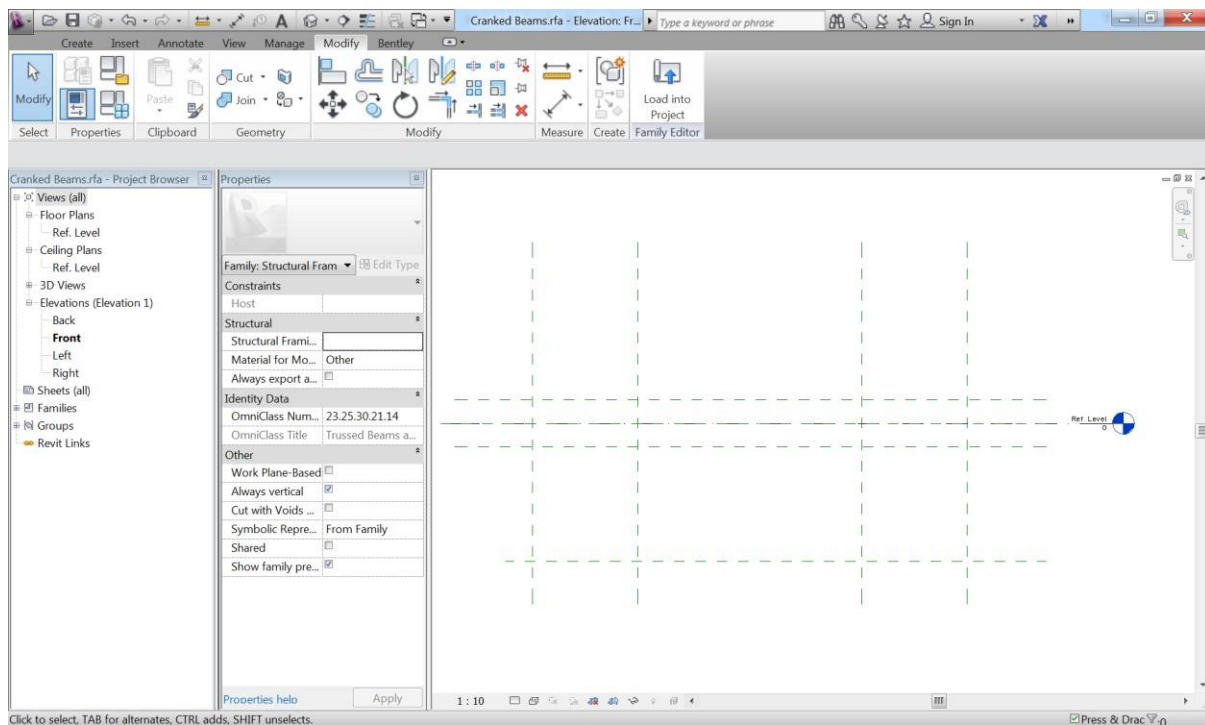 Cranked Beams.rfa - Elevation: Fr...
Type a keyword or phrase
Sign In
Create Insert Annotate View Manage Modify Bentley
Modify
Paste
Cut
Join
Load into
Project
Select Properties Clipboard Geometry Modify Measure Create Family Editor
Cranked Beams.rfa - Project Browser
Views (all)
Floor Plans
Ref. Level
Ceiling Plans
Ref. Level
3D Views
Elevations (Elevation 1)
Back
Front
Left
Right
Sheets (all)
Families
Groups
Revit Links
Properties
Family: Structural Fram Edit Type
Constraints
Host
Structural
Structural Frami...
Material for Mo... Other
Always export a...
Identity Data
OmniClass Num... 23.25.30.21.14
OmniClass Title Trussed Beams a...
Other
Work Plane-Based
Always vertical
Cut with Voids ...
Symbolic Repre... From Family
Shared
Show family pre...
Properties help Apply
Ref. Level
0
1 : 10
Click to select, TAB for alternates, CTRL adds, SHIFT unselects.
Press & Drac :0